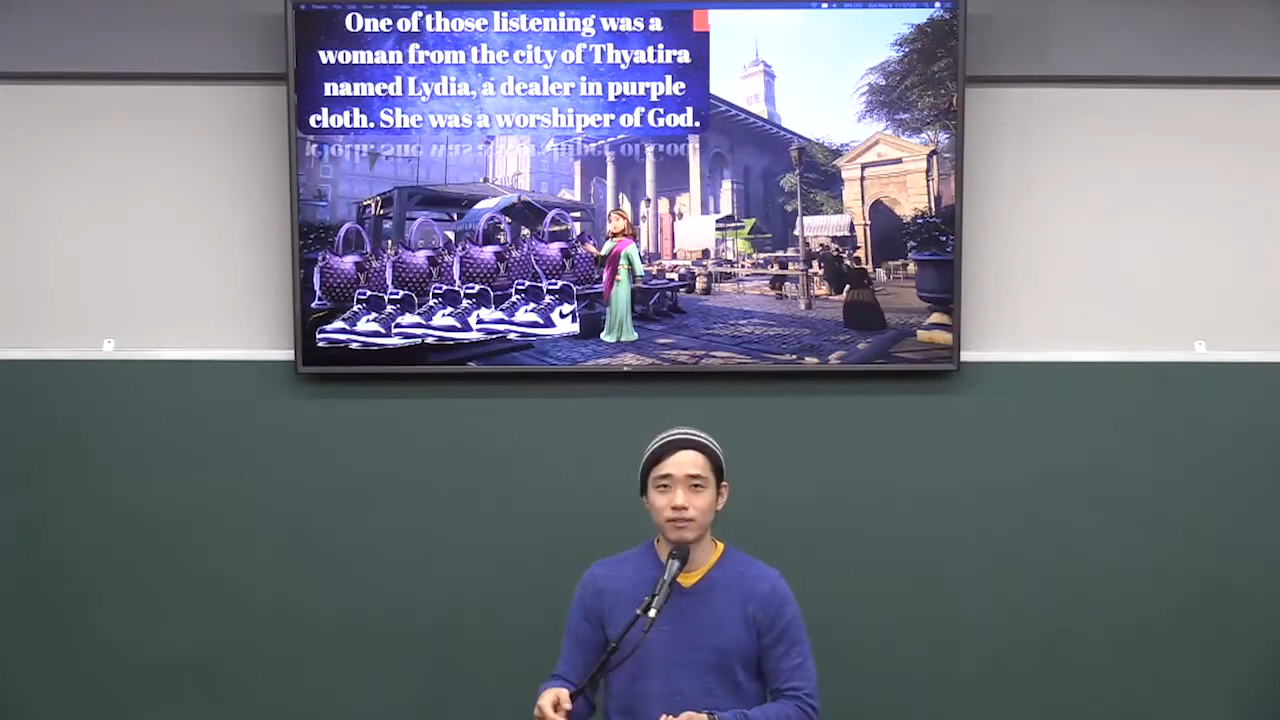 One of those listening was a
woman from the city of Thyatira
named Lydia, a dealer in purple
cloth. She was a worshiper of God.